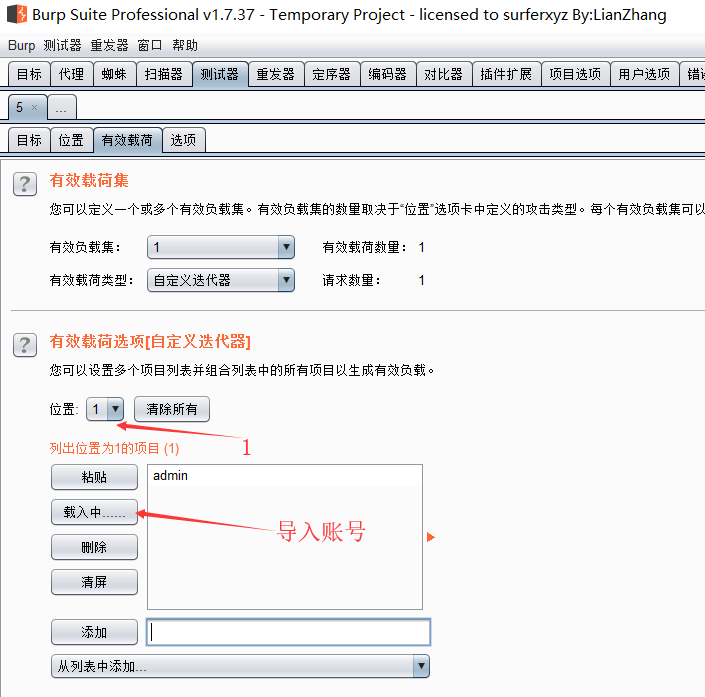 Burp Suite Professional v1.7.37 - Temporary Project - licensed to surferxyz By:LianZhang
Burp 测试器 重发器 窗口 帮助
目标 代理 蜘蛛 扫描器 测试器 重发器 定序器 编码器 对比器 插件扩展 项目选项 用户选项 错误
5 × ...
目标 位置 有效载荷 选项
? 有效载荷集
您可以定义一个或多个有效负载集。有效负载集的数量取决于“位置”选项卡中定义的攻击类型。每个有效负载集可以
有效负载集: 1 有效载荷数量: 1
有效载荷类型: 自定义迭代器 请求数量: 1
? 有效载荷选项[自定义迭代器]
您可以设置多个项目列表并组合列表中的所有项目以生成有效负载。
位置: 1 清除所有
1
列出位置为1的项目 (1)
粘贴 admin
载入中...... 导入账号
删除
清屏
添加
从列表中添加...